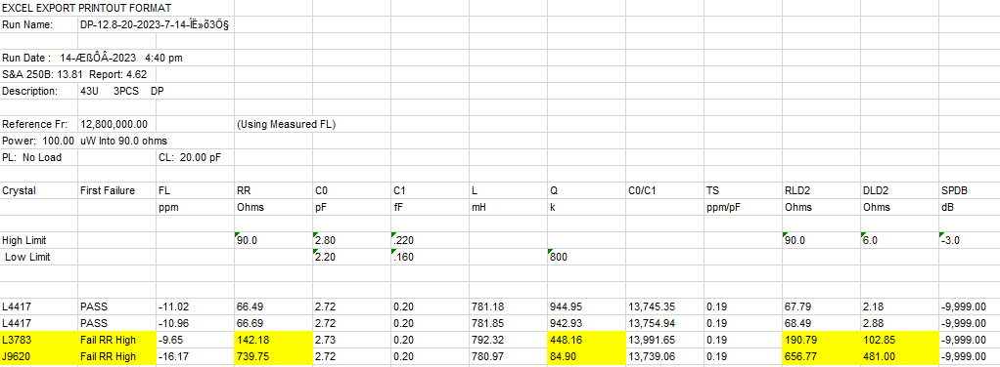 EXCEL EXPORT PRINTOUT FORMAT
Run Name: DP-12.8-20-2023-7-14-ÎË»õ3Ö§
Run Date : 14-ÆßÔÂ-2023 4:40 pm
S&A 250B: 13.81 Report: 4.62
Description: 43U 3PCS DP
Reference Fr: 12,800,000.00 (Using Measured FL)
Power: 100.00 uW Into 90.0 ohms
PL: No Load CL: 20.00 pF
Crystal First Failure FL RR C0 C1 L Q C0/C1 TS RLD2 DLD2 SPDB
ppm Ohms pF fF mH k ppm/pF Ohms Ohms dB
High Limit 90.0 2.80 .220 90.0 6.0 -3.0
Low Limit 2.20 .160 800
L4417 PASS -11.02 66.49 2.72 0.20 781.18 944.95 13,745.35 0.19 67.79 2.18 -9,999.00
L4417 PASS -10.96 66.69 2.72 0.20 781.85 942.93 13,754.94 0.19 68.49 2.88 -9,999.00
L3783 Fail RR High -9.65 142.18 2.73 0.20 792.32 448.16 13,991.65 0.19 190.79 102.85 -9,999.00
J9620 Fail RR High -16.17 739.75 2.72 0.20 780.97 84.90 13,739.06 0.19 656.77 481.00 -9,999.00